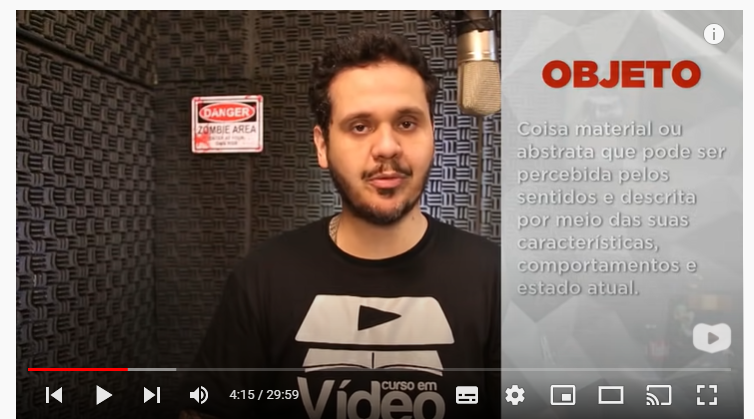 DANGER
ZOMBIE AREA
OBJETO
Coisa material ou
abstrata que pode ser
percebida pelos
sentidos e descrita
por meio das suas
características,
comportamentos e
estado atual.
curso em
Vídeo
4:15 / 29:59